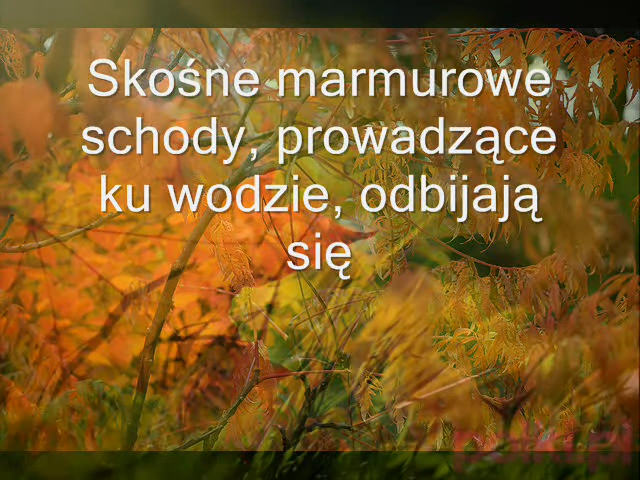 Skośne marmurowe
schody, prowadzące
ku wodzie, odbijają
się